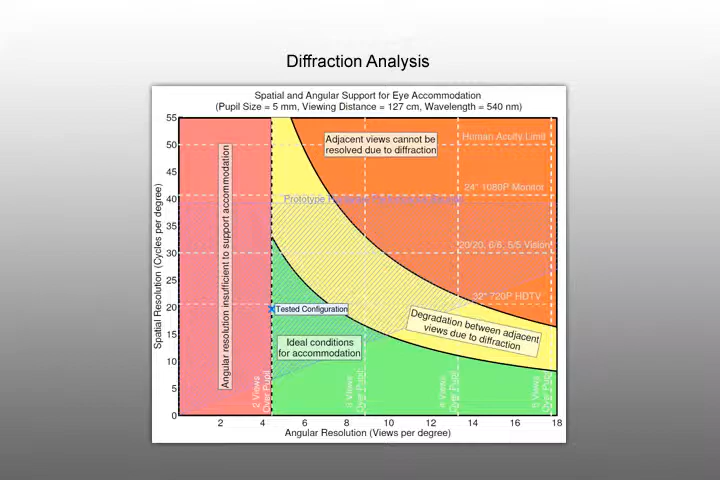 Diffraction Analysis
Spatial and Angular Support for Eye Accommodation
(Pupil Size = 5 mm, Viewing Distance = 127 cm, Wavelength = 540 nm)
Spatial Resolution (Cycles per degree)
55
50
45
40
35
30
25
20
15
10
5
0
Angular resolution insufficient to support accommodation
Adjacent views cannot be
resolved due to diffraction
Human Acuity Limit
24" 1080P Monitor
Prototype
20/20, 6/6, 5/5 Vision
32" 720P HDTV
Tested Configuration
Degradation between adjacent
views due to diffraction
Ideal conditions
for accommodation
2 Views
Over Pupil
Views
Over Pupil
4 Views
Over Pupil
5 Views
Over Pupil
2
4
6
8
10
12
14
16
18
Angular Resolution (Views per degree)